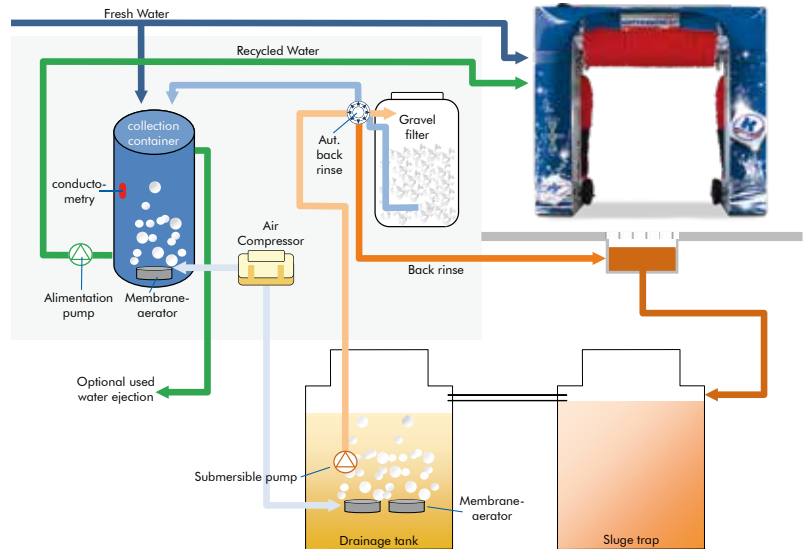 Fresh Water
Recycled Water
collection
container
Aut.
back
rinse
Gravel
filter
conducto-
metry
Air
Compressor
Back rinse
Alimentation
pump
Membrane-
aerator
Optional used
water ejection
Submersible pump
Membrane-
aerator
Drainage tank
Sluge trap